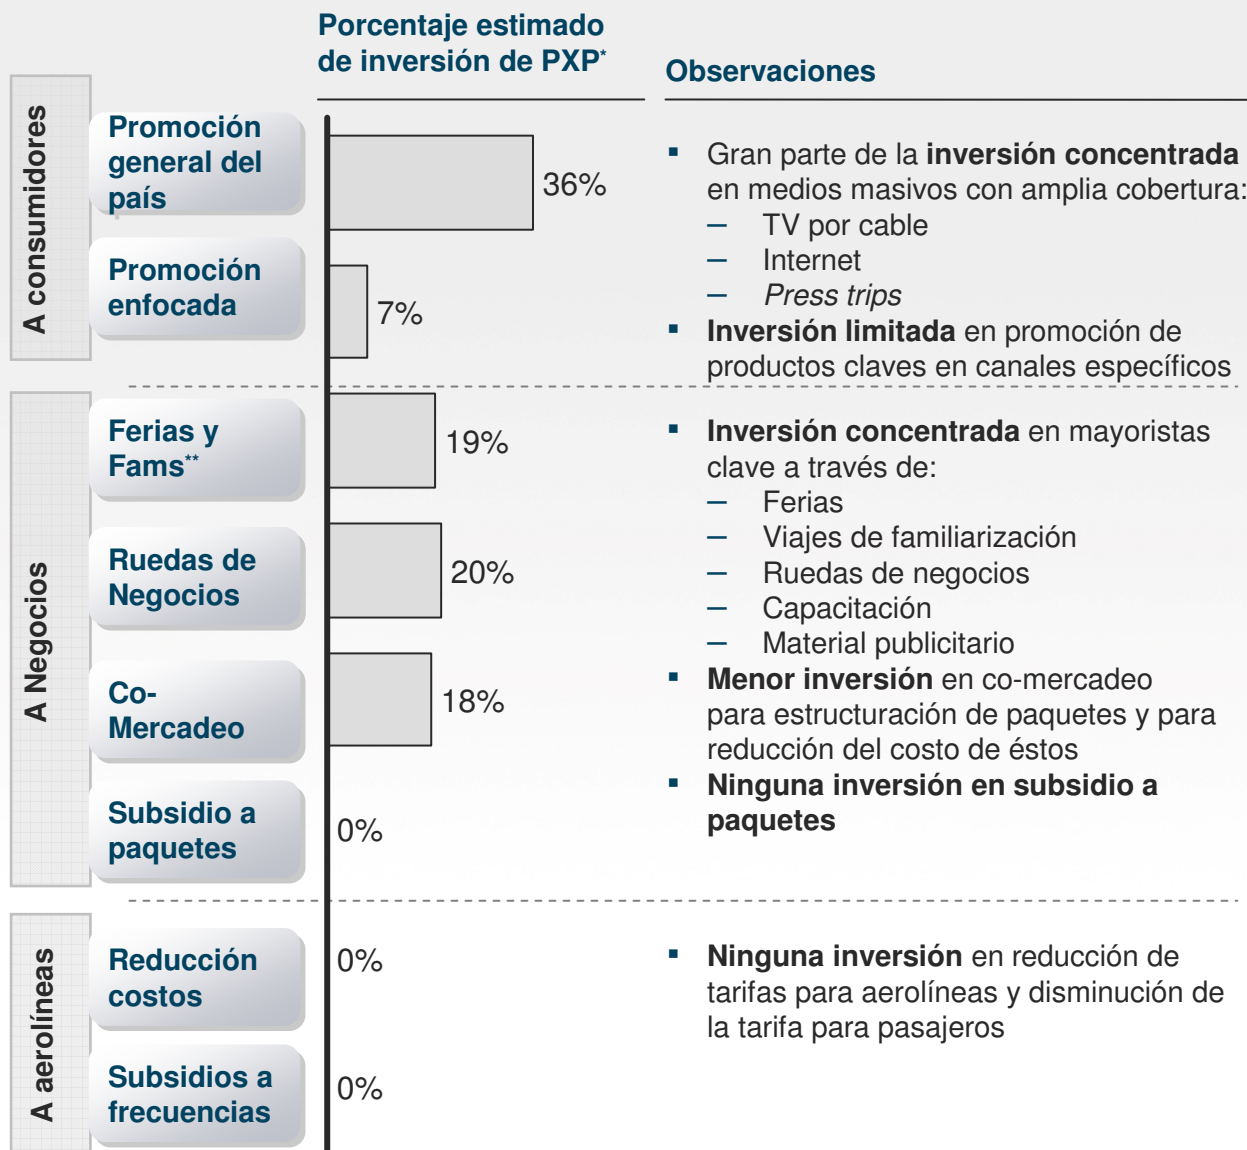 Porcentaje estimado
de inversión de PXP*
Observaciones
A consumidores
Promoción
general del
país
36%
Promoción
enfocada
7%
▪ Gran parte de la inversión concentrada
en medios masivos con amplia cobertura:
– TV por cable
– Internet
– Press trips
▪ Inversión limitada en promoción de
productos claves en canales específicos
A Negocios
Ferias y
Fams**
19%
Ruedas de
Negocios
20%
Co-
Mercadeo
18%
Subsidio a
paquetes
0%
▪ Inversión concentrada en mayoristas
clave a través de:
– Ferias
– Viajes de familiarización
– Ruedas de negocios
– Capacitación
– Material publicitario
▪ Menor inversión en co-mercadeo
para estructuración de paquetes y para
reducción del costo de éstos
▪ Ninguna inversión en subsidio a
paquetes
A aerolíneas
Reducción
costos
0%
Subsidios a
frecuencias
0%
▪ Ninguna inversión en reducción de
tarifas para aerolíneas y disminución de
la tarifa para pasajeros